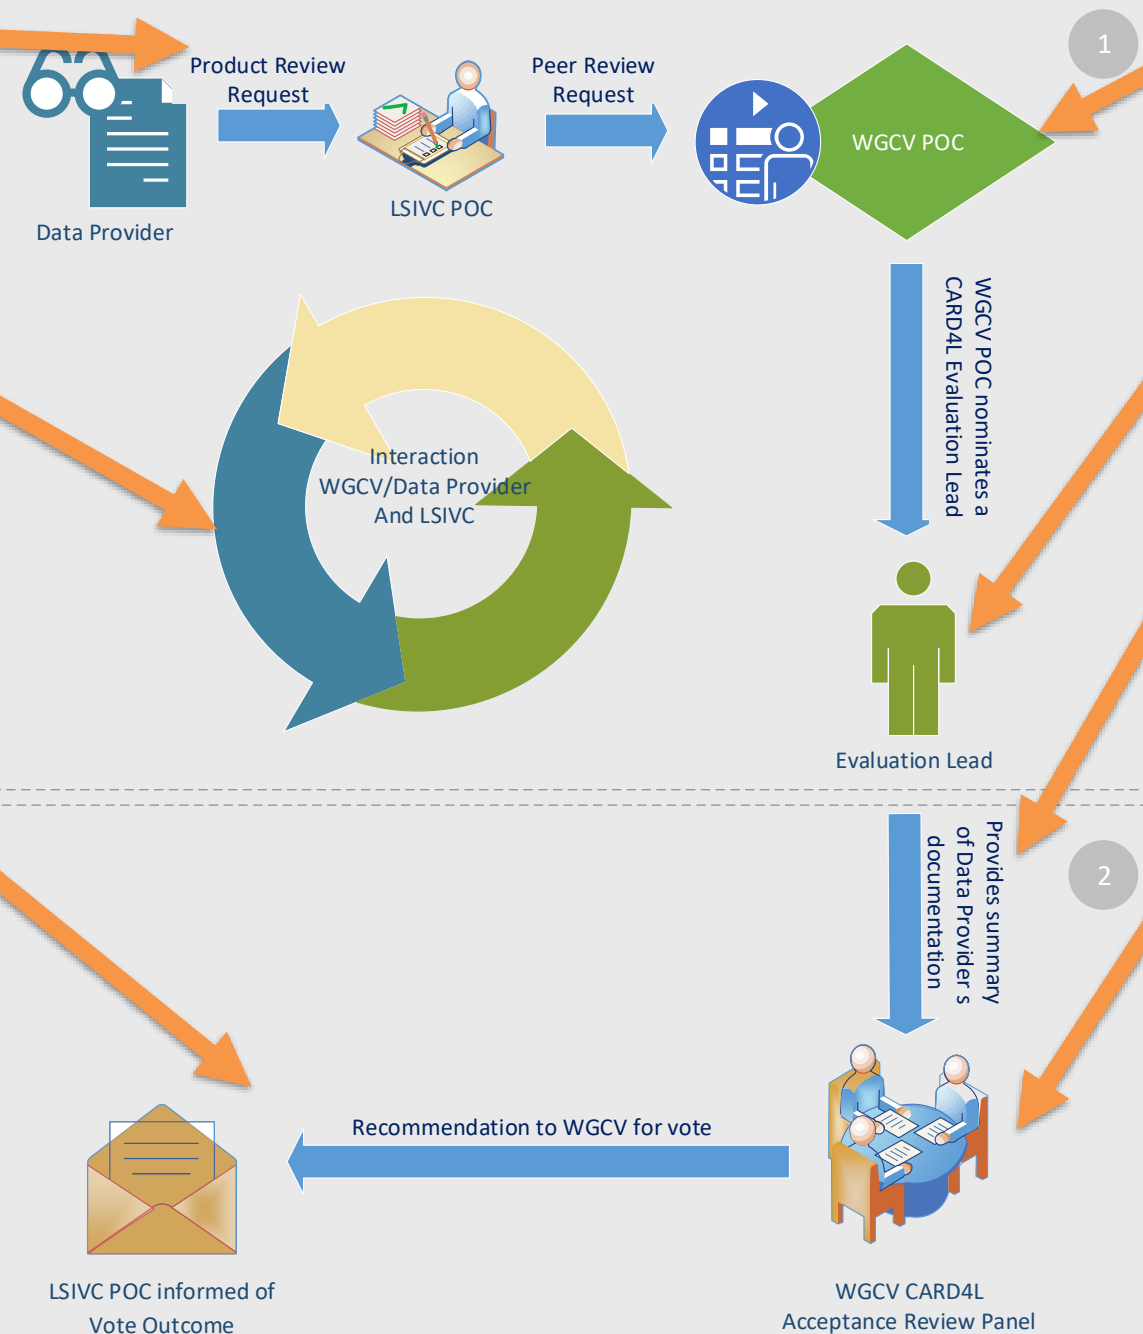 1
Product Review
Request
Peer Review
Request
WGCV POC
LSIVC POC
Data Provider
WGCV POC nominates a
CARD4L Evaluation Lead
Interaction
WGCV/Data Provider
And LSIVC
Evaluation Lead
Provides summary
of Data Provider s
documentation
2
Recommendation to WGCV for vote
LSIVC POC informed of
Vote Outcome
WGCV CARD4L
Acceptance Review Panel